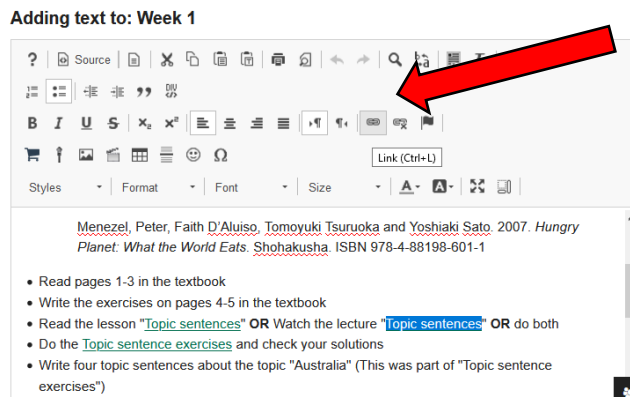 Adding text to: Week 1
? Source
DIV
B I U S x₂ x²
Link (Ctrl+L)
Ω
Styles Format Font Size A A
Menezel, Peter, Faith D'Aluiso, Tomoyuki Tsuruoka and Yoshiaki Sato. 2007. Hungry
Planet: What the World Eats. Shohakusha. ISBN 978-4-88198-601-1
• Read pages 1-3 in the textbook
• Write the exercises on pages 4-5 in the textbook
• Read the lesson "Topic sentences" OR Watch the lecture "Topic sentences" OR do both
• Do the Topic sentence exercises and check your solutions
• Write four topic sentences about the topic "Australia" (This was part of "Topic sentence
exercises")